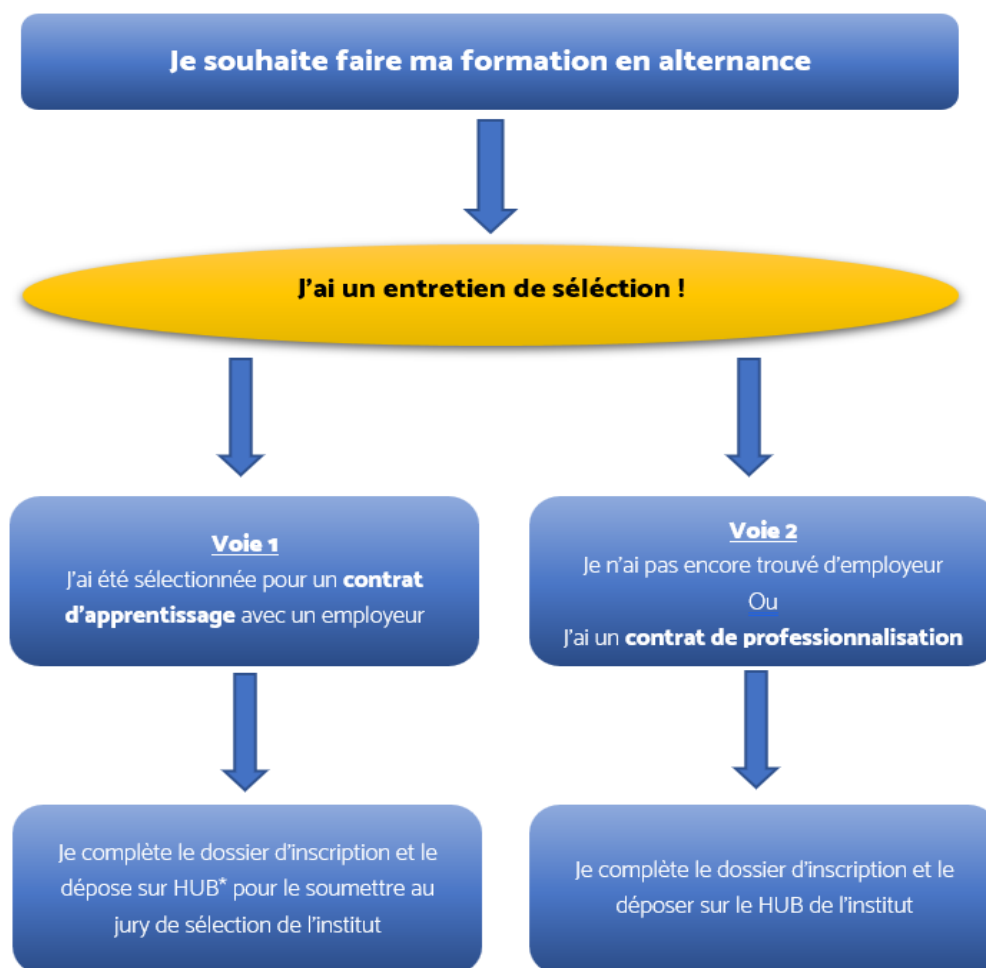 Je souhaite faire ma formation en alternance
J'ai un entretien de séléction !
Voie 1
J'ai été sélectionnée pour un contrat
d'apprentissage avec un employeur
Voie 2
Je n'ai pas encore trouvé d'employeur
Ou
J'ai un contrat de professionnalisation
Je complète le dossier d'inscription et le
dépose sur HUB* pour le soumettre au
jury de sélection de l'institut
Je complète le dossier d'inscription et le
déposer sur le HUB de l'institut